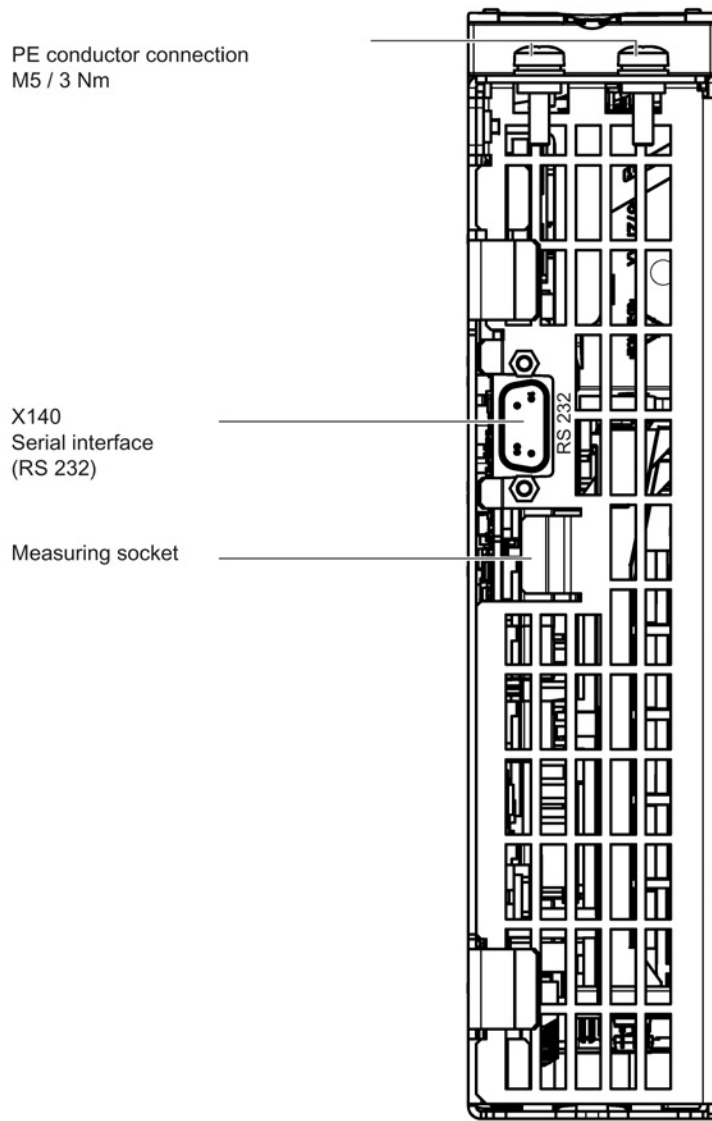 PE conductor connection
M5 / 3 Nm
X140
Serial interface
(RS 232)
RS 232
Measuring socket